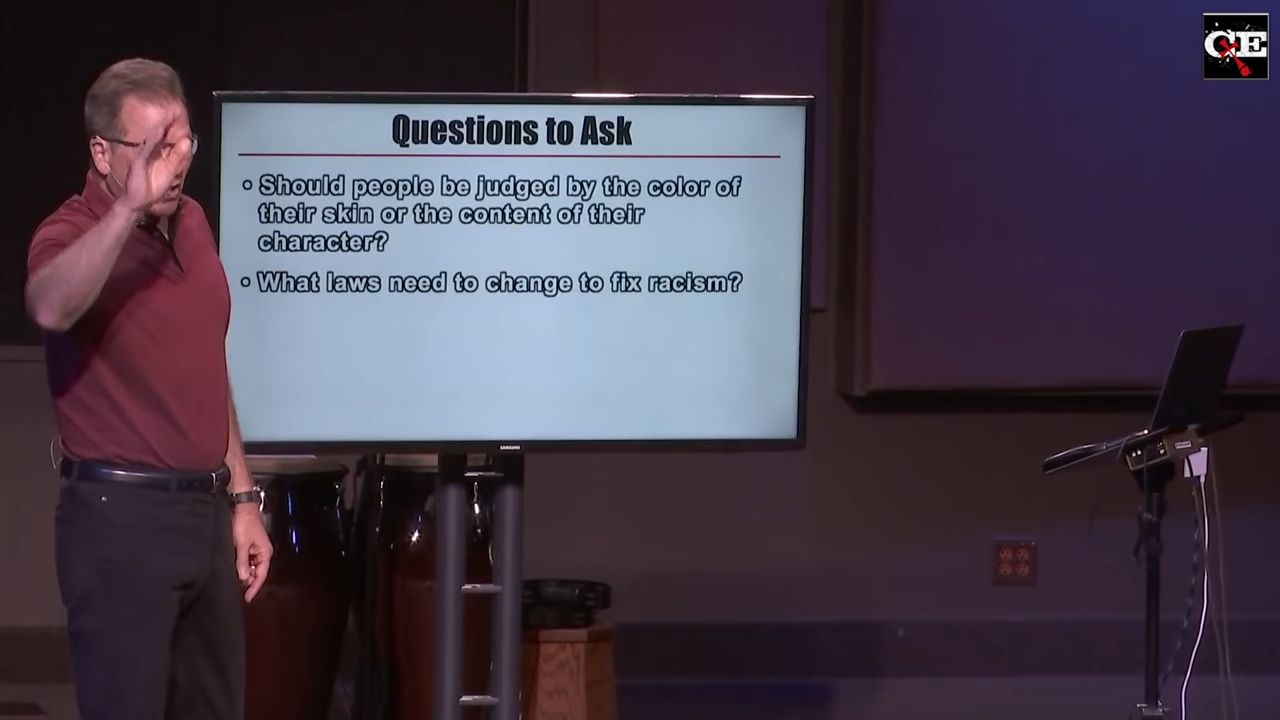 CE
Questions to Ask
• Should people be judged by the color of
their skin or the content of their
character?
• What laws need to change to fix racism?
SAMSUNG